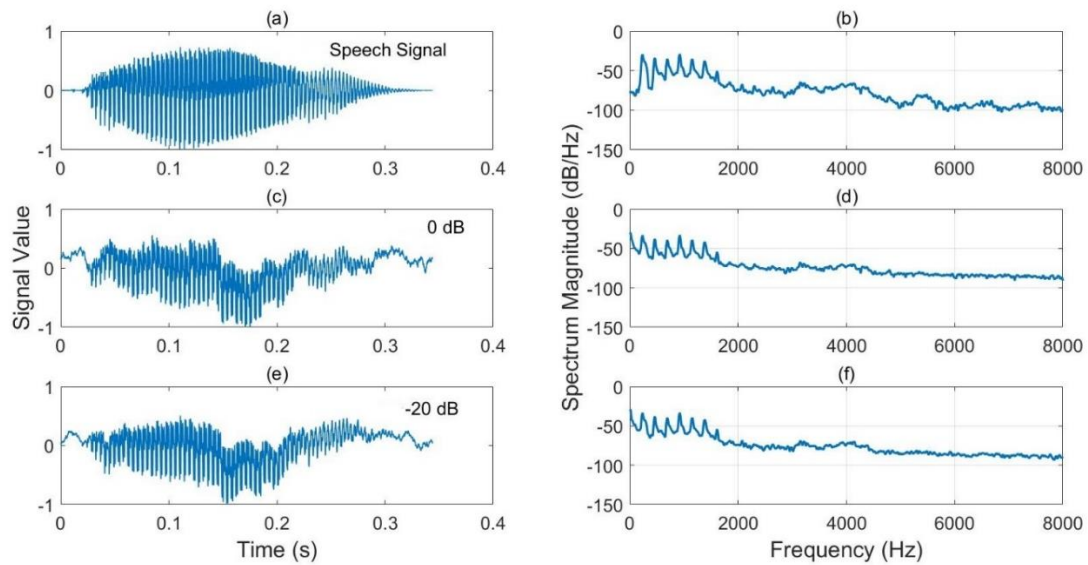 (a)
1
Speech Signal
0
-1
0 0.1 0.2 0.3 0.4
(b)
0
-50
-100
-150
0 2000 4000 6000 8000
(c)
1
0 dB
0
-1
0 0.1 0.2 0.3 0.4
(d)
0
-50
-100
-150
0 2000 4000 6000 8000
(e)
1
-20 dB
0
-1
0 0.1 0.2 0.3 0.4
(f)
0
-50
-100
-150
0 2000 4000 6000 8000
Signal Value
Spectrum Magnitude (dB/Hz)
Time (s)
Frequency (Hz)